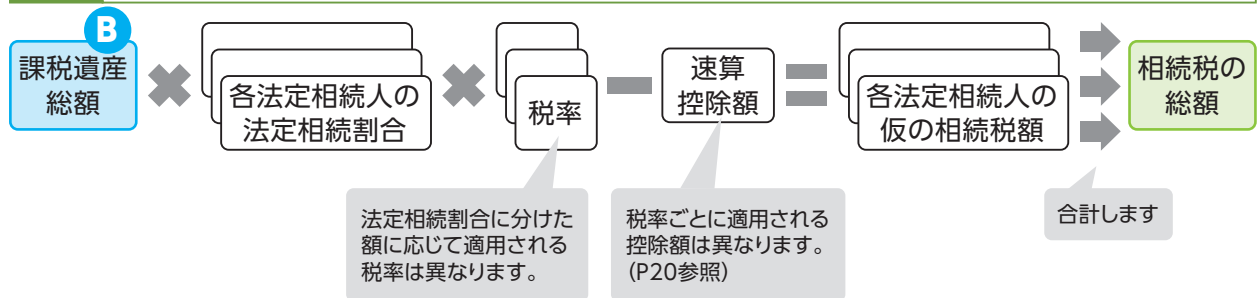 B
課税遺産
総額
各法定相続人の
法定相続割合
税率
速算
控除額
各法定相続人の
仮の相続税額
相続税の
総額
法定相続割合に分けた
額に応じて適用される
税率は異なります。
税率ごとに適用される
控除額は異なります。
(P20参照)
合計します